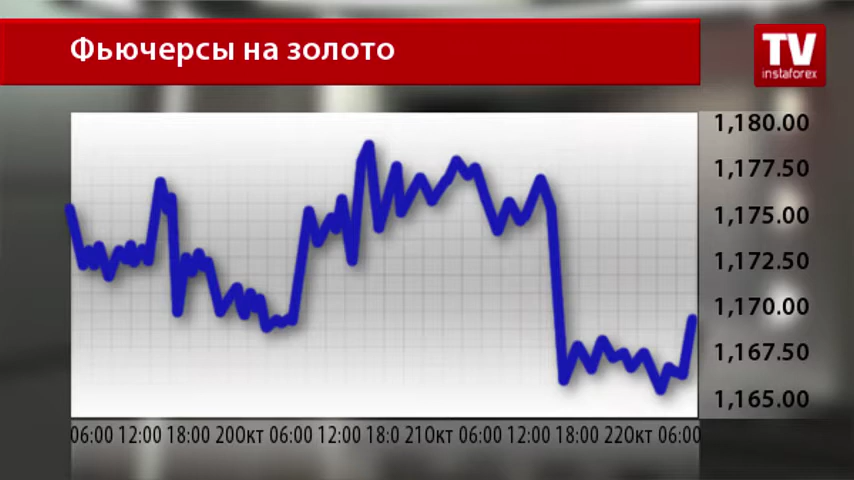 Фьючерсы на золото
TV
instaforex
1,180.00
1,177.50
1,175.00
1,172.50
1,170.00
1,167.50
1,165.00
06:00 12:00 18:00 20Окт 06:00 12:00 18:0 21Окт 06:00 12:00 18:00 22Окт 06:00